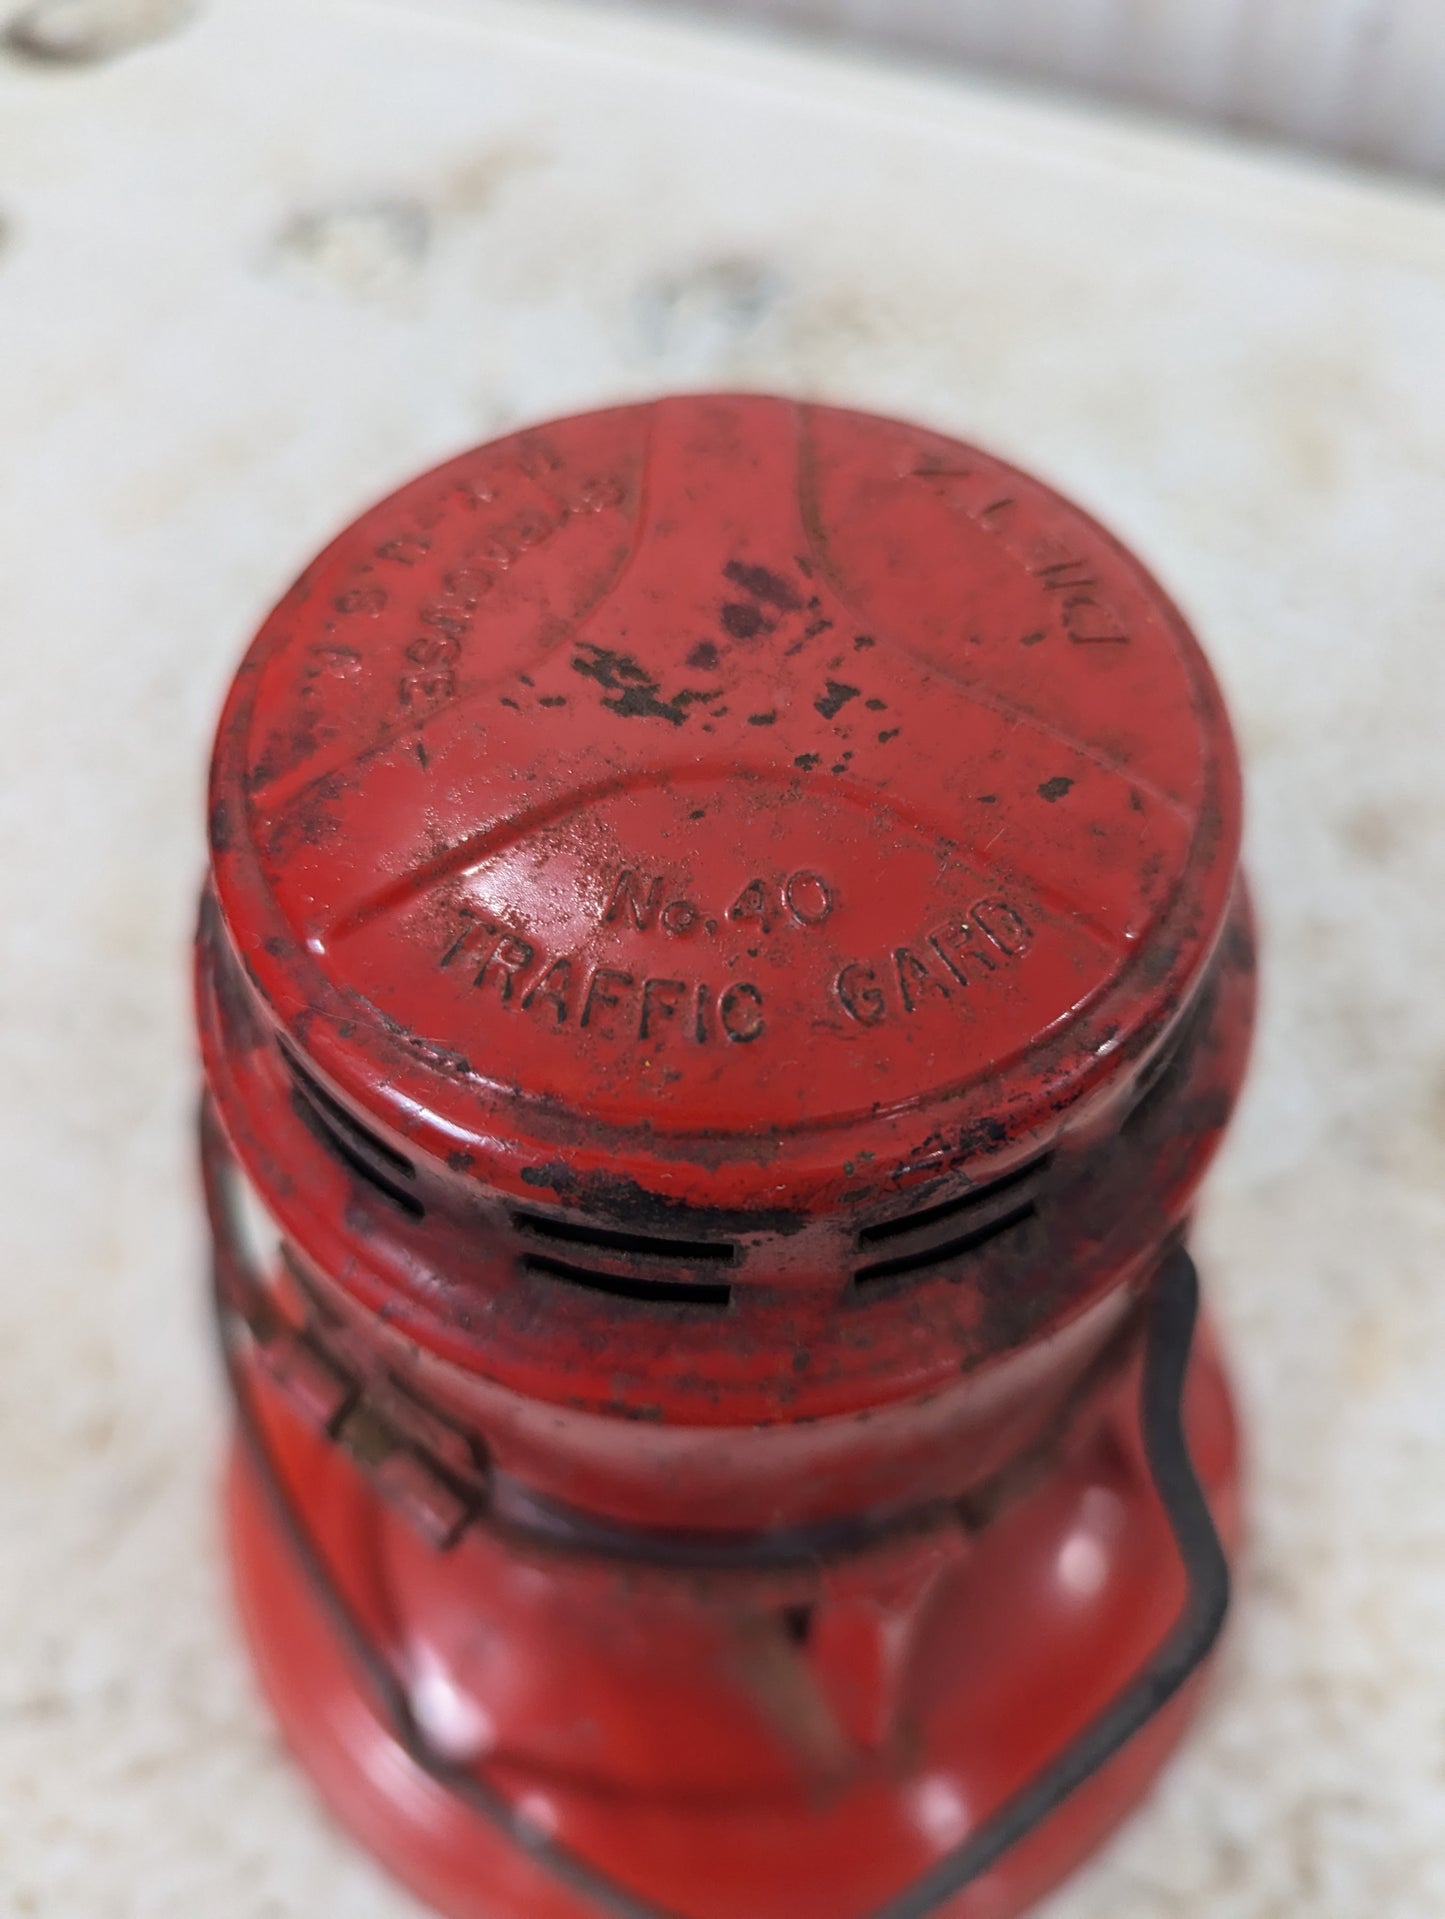 No. 40
TRAFFIC GARD
DIETZ
SYRACUSE
N.Y. U.S.A.